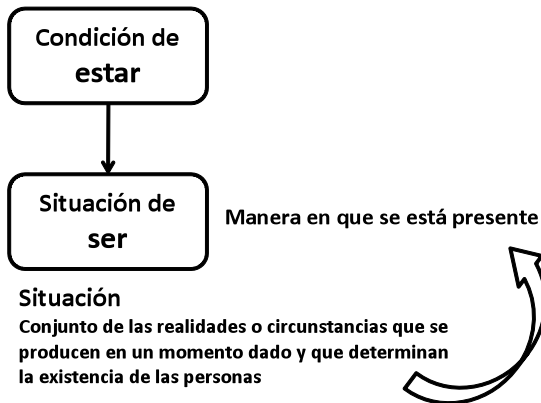 Condición de
estar
Situación de
ser
Manera en que se está presente
Situación
Conjunto de las realidades o circunstancias que se
producen en un momento dado y que determinan
la existencia de las personas